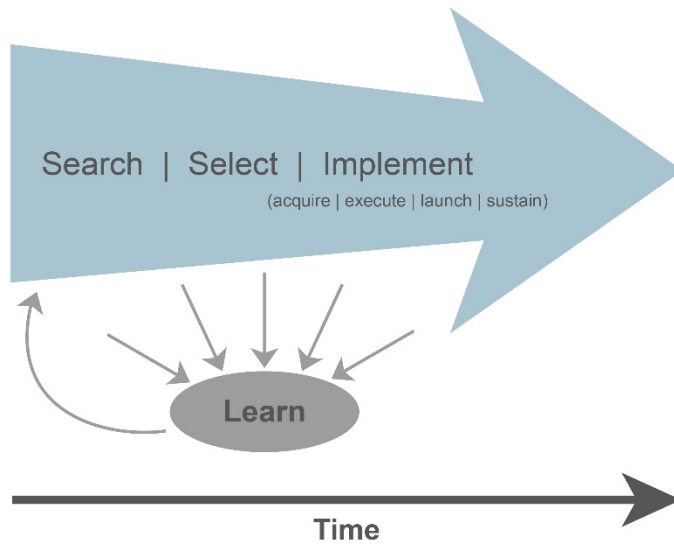 Search | Select | Implement
(acquire | execute | launch | sustain)
Learn
Time